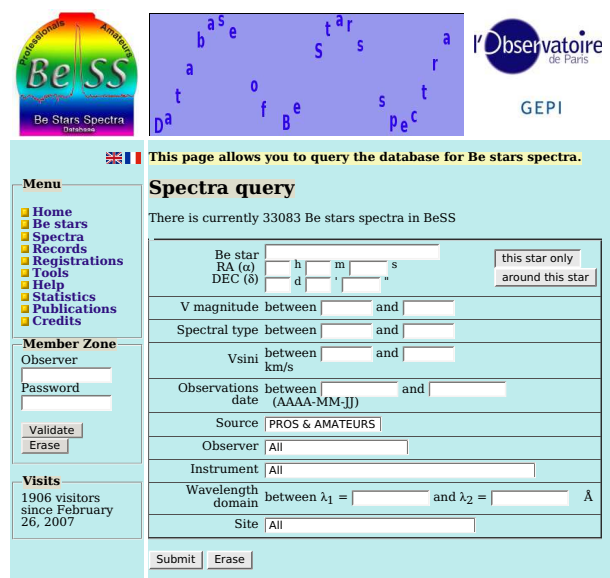 Professionals Amateurs
Be SS
Be Stars Spectra
Database
Database of Be Stars spectra
l'Observatoire
de Paris
GEPI
This page allows you to query the database for Be stars spectra.
Menu
Home
Be stars
Spectra
Records
Registrations
Tools
Help
Statistics
Publications
Credits
Member Zone
Observer
Password
Validate
Erase
Visits
1906 visitors
since February
26, 2007
Spectra query
There is currently 33083 Be stars spectra in BeSS
Be star
RA (α) h m s
DEC (δ) d ' "
this star only
around this star
V magnitude between and
Spectral type between and
Vsini between and
km/s
Observations between and
date (AAAA-MM-JJ)
Source PROS & AMATEURS
Observer All
Instrument All
Wavelength
domain between λ1 = and λ2 = Å
Site All
Submit Erase